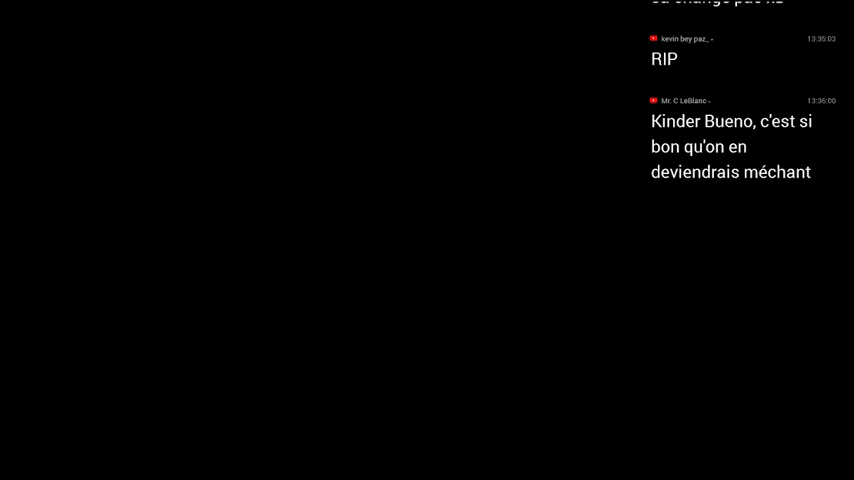 kevin bey paz_
13:35:03
RIP
Mr. C LeBlanc
13:36:00
Kinder Bueno, c'est si
bon qu'on en
deviendrais méchant